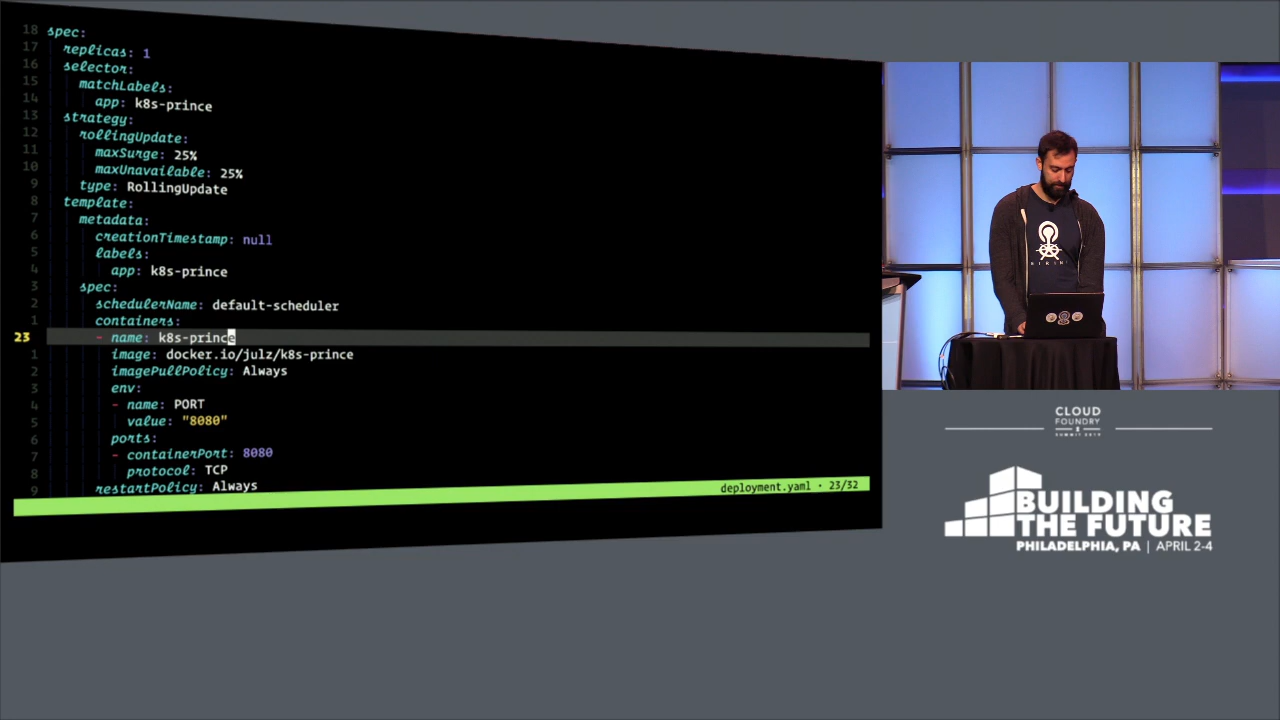 18 spec:
17 replicas: 1
16 selector:
15 matchLabels:
14 app: k8s-prince
13 strategy:
12 rollingUpdate:
11 maxSurge: 25%
10 maxUnavailable: 25%
9 type: RollingUpdate
8 template:
7 metadata:
6 creationTimestamp: null
5 labels:
4 app: k8s-prince
3 spec:
2 schedulerName: default-scheduler
1 containers:
23 - name: k8s-prince
1 image: docker.io/julz/k8s-prince
2 imagePullPolicy: Always
3 env:
4 - name: PORT
5 value: "8080"
6 ports:
7 - containerPort: 8080
8 protocol: TCP
9 restartPolicy: Always
deployment.yaml · 23/32
CLOUD
FOUNDRY
SUMMIT 2019
BUILDING
THE FUTURE
PHILADELPHIA, PA | APRIL 2-4